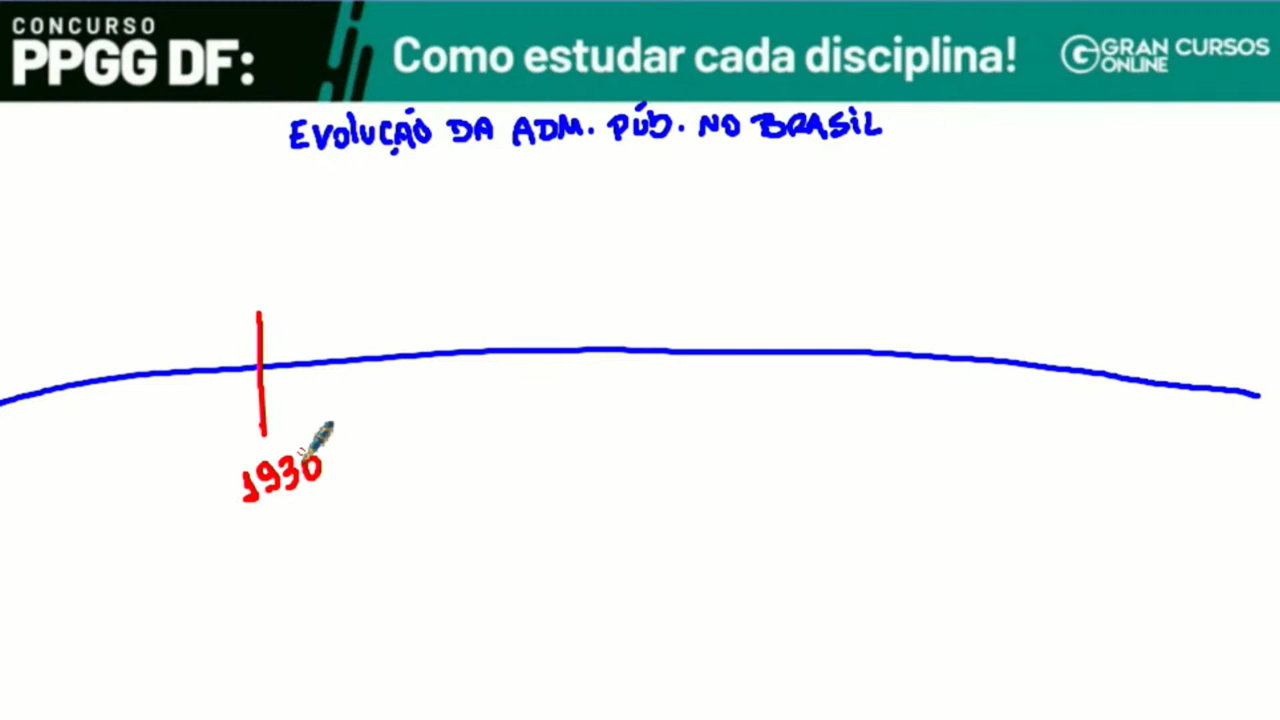 CONCURSO
PPGG DF:
Como estudar cada disciplina!
GRAN CURSOS
ONLINE
EVOLUÇÃO DA ADM. PÚB. NO BRASIL
1930